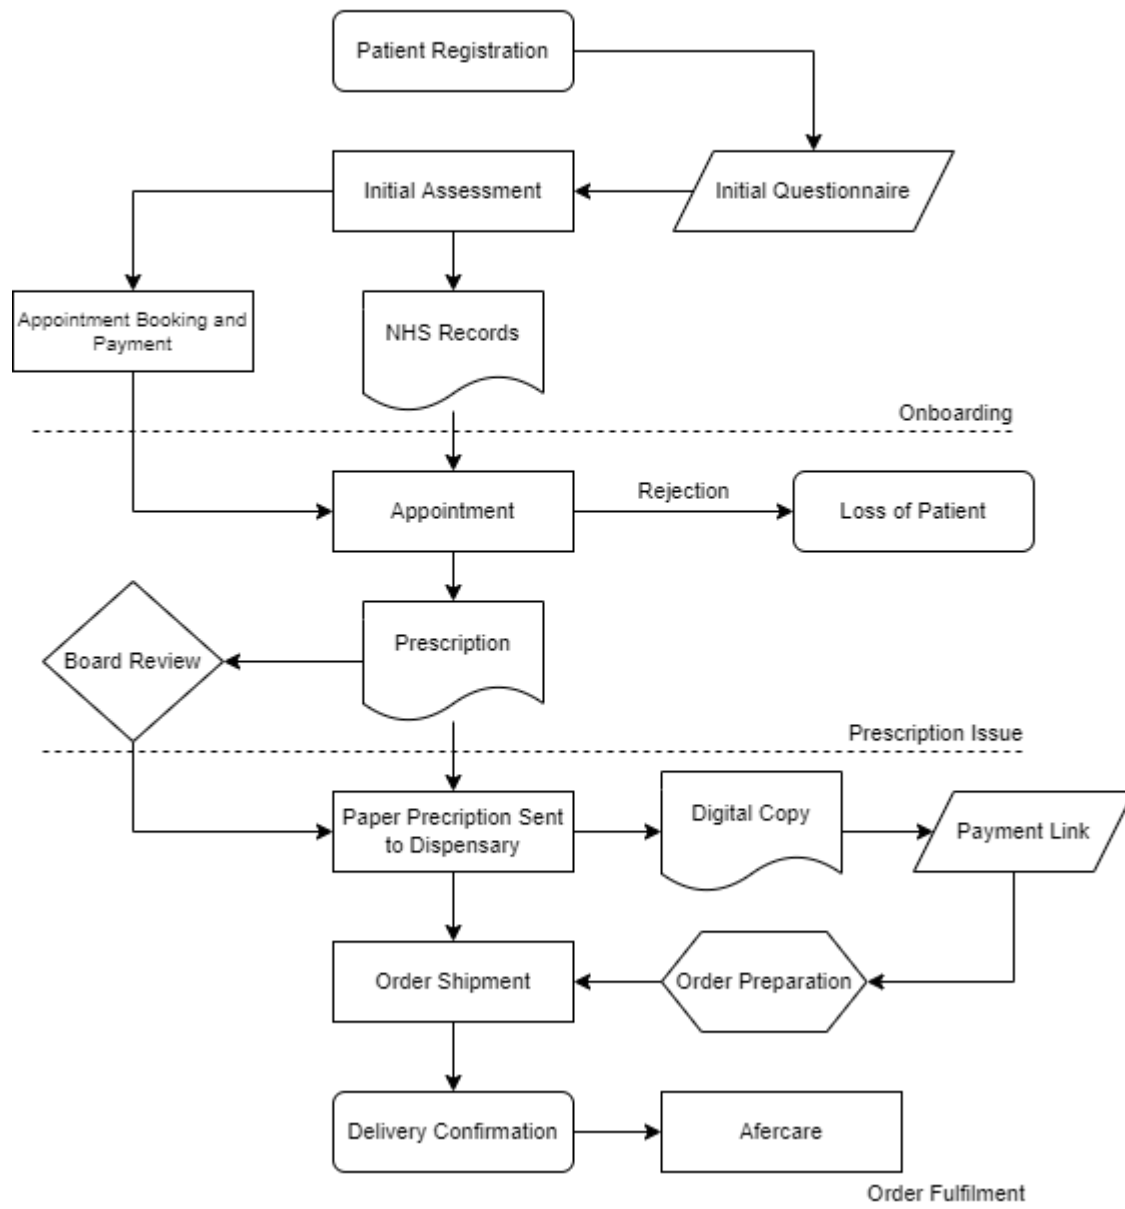 Patient Registration
Initial Assessment
Initial Questionnaire
Appointment Booking and
Payment
NHS Records
Onboarding
Appointment
Rejection
Loss of Patient
Board Review
Prescription
Prescription Issue
Paper Precription Sent
to Dispensary
Digital Copy
Payment Link
Order Shipment
Order Preparation
Delivery Confirmation
Afercare
Order Fulfilment